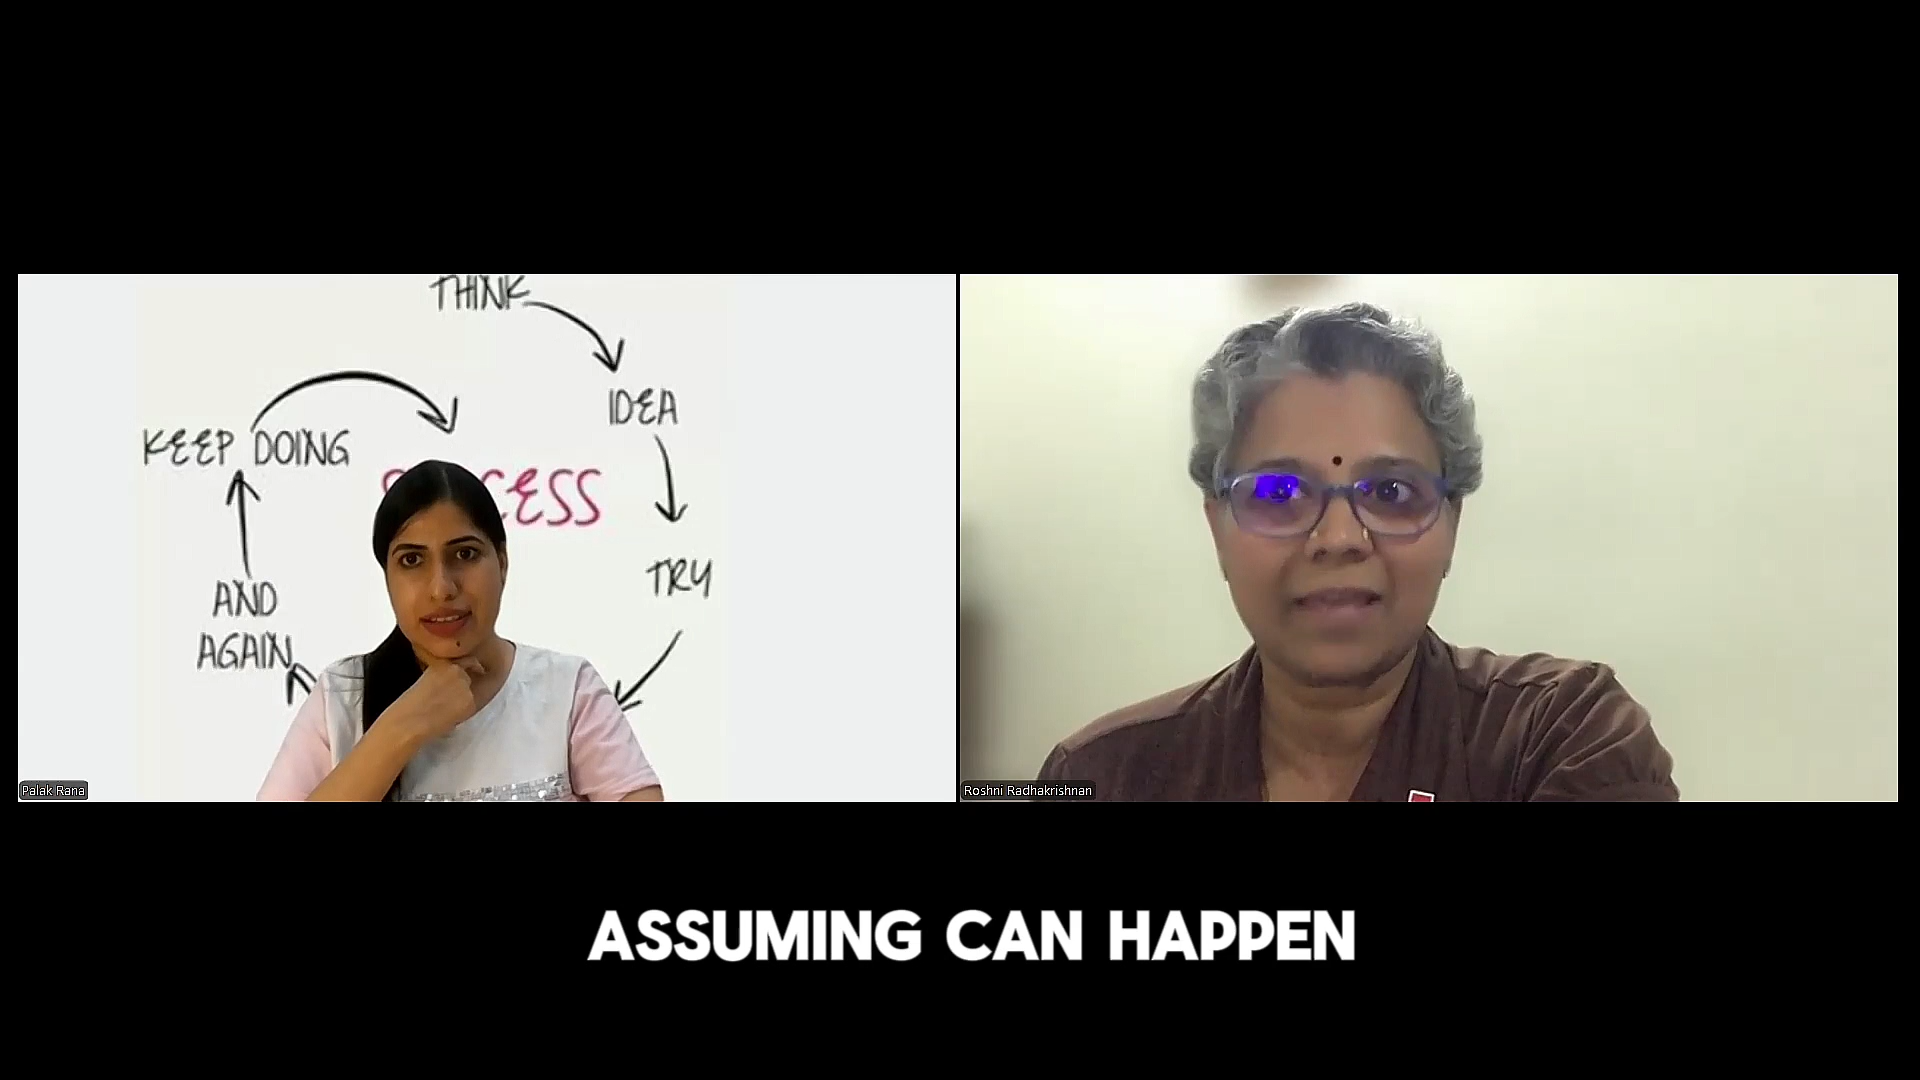 THINK
IDEA
KEEP DOING
TRY
AND
AGAIN
Palak Rana
Roshni Radhakrishnan
ASSUMING CAN HAPPEN